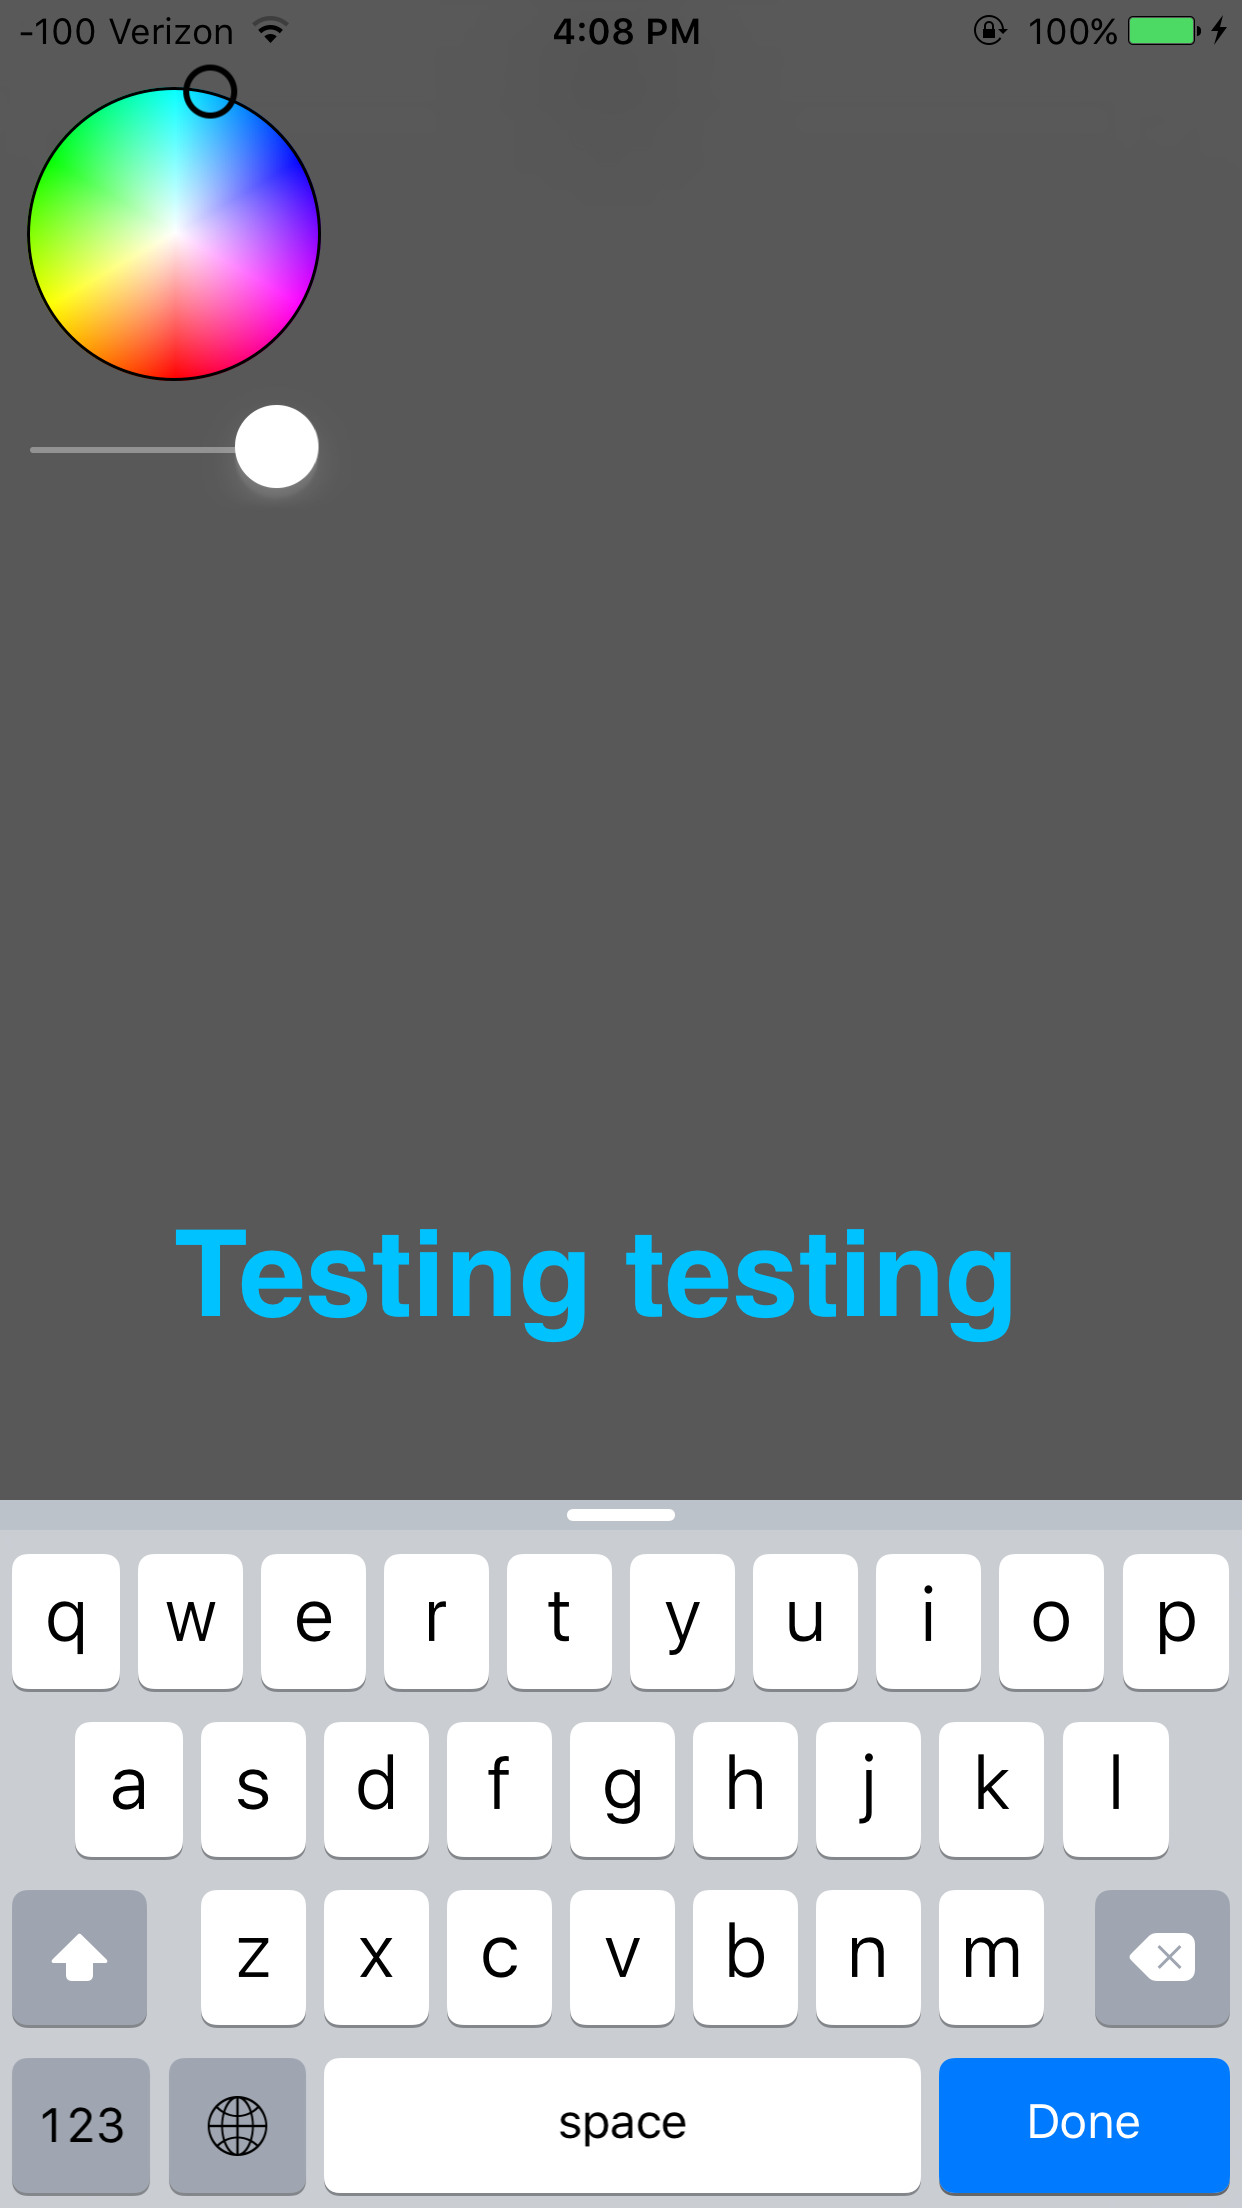 -100 Verizon 4:08 PM 100%
Testing testing
q w e r t y u i o p
a s d f g h j k l
z x c v b n m
123 space Done